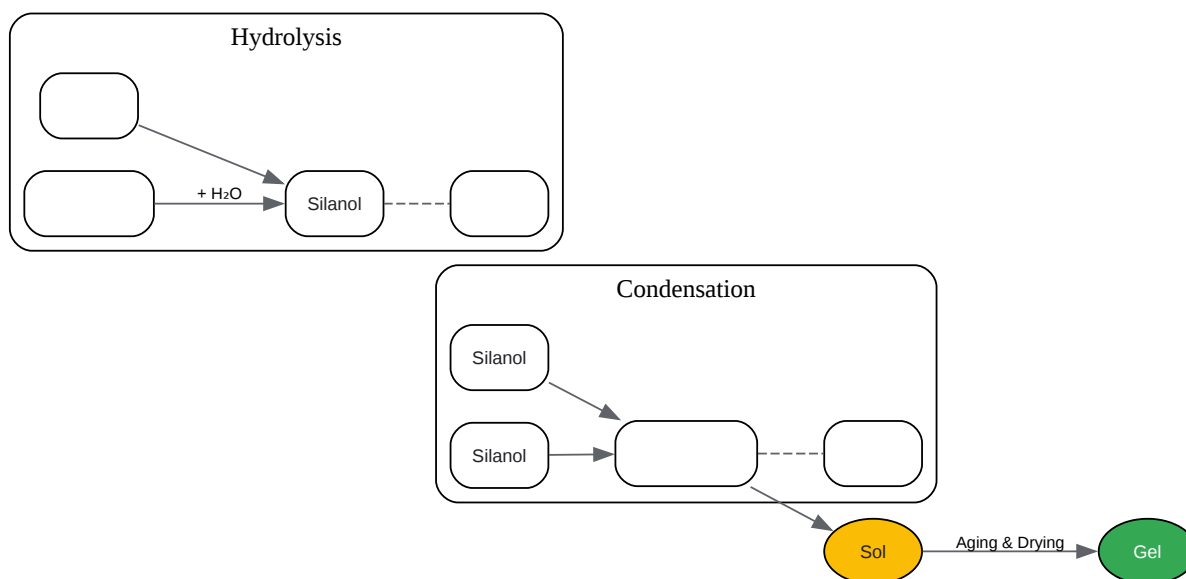 Hydrolysis
+ H₂O
Silanol
Condensation
Silanol
Silanol
Sol
Aging & Drying
Gel